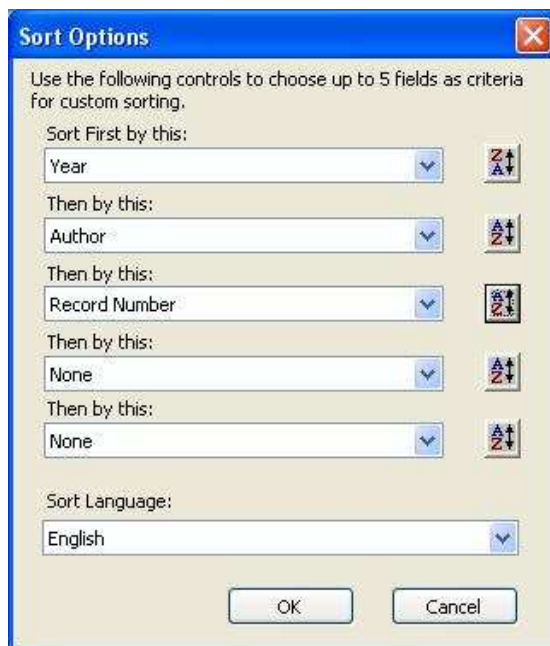 Sort Options
Use the following controls to choose up to 5 fields as criteria
for custom sorting.
Sort First by this:
Year
Z
A
Then by this:
Author
A
Z
Then by this:
Record Number
A
Z
Then by this:
None
A
Z
Then by this:
None
A
Z
Sort Language:
English
OK
Cancel